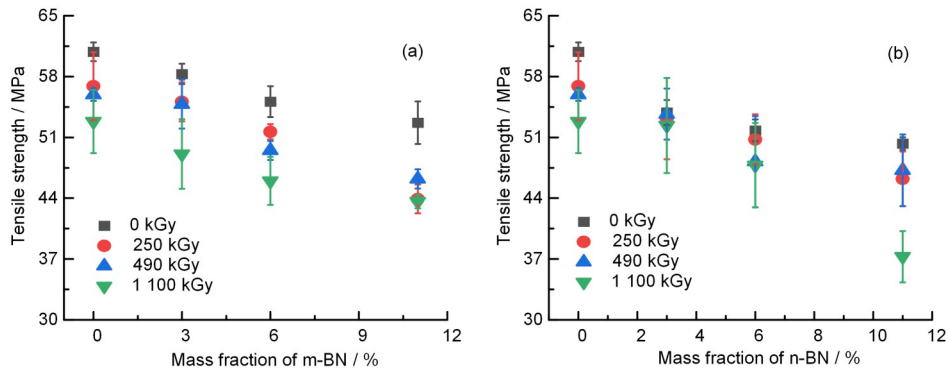 65
58
51
44
37
30
Tensile strength / MPa
(a)
0 kGy
250 kGy
490 kGy
1 100 kGy
0 3 6 9 12
Mass fraction of m-BN / %
65
58
51
44
37
30
Tensile strength / MPa
(b)
0 kGy
250 kGy
490 kGy
1 100 kGy
0 2 4 6 8 10 12
Mass fraction of n-BN / %